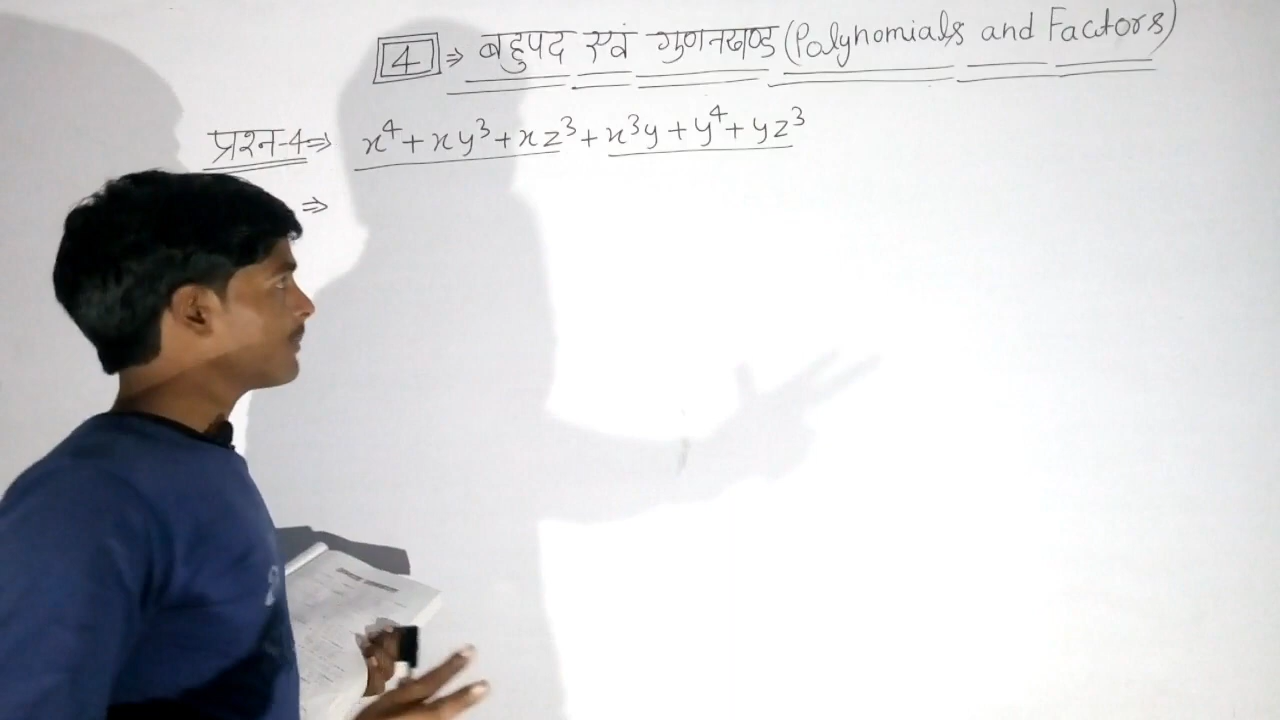 4 ⇒ बहुपद एवं गुणनखण्ड (Polynomials and Factors)
प्रश्न-4⇒ x⁴+xy³+xz³+x³y+y⁴+yz³
⇒